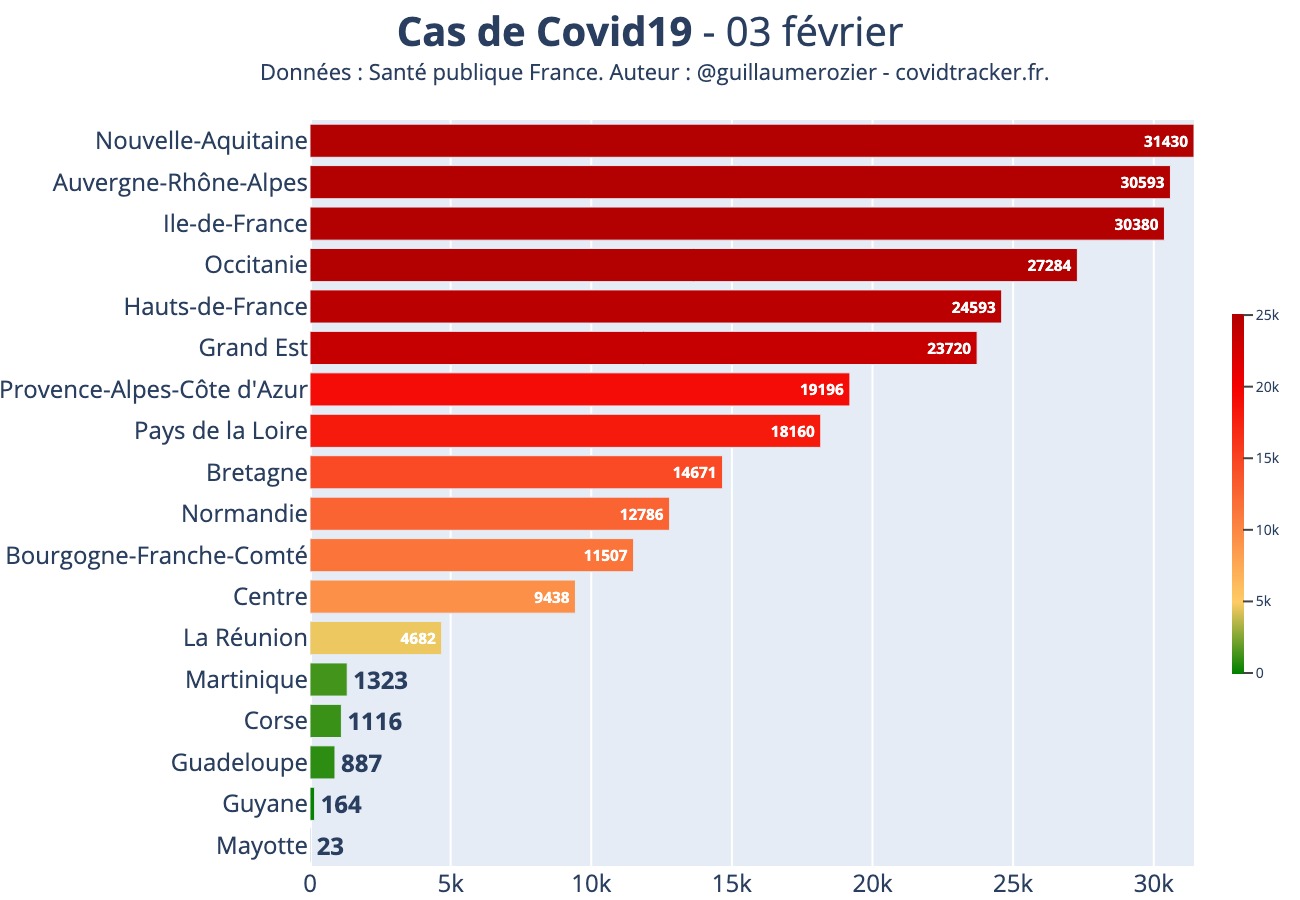 Cas de Covid19 - 03 février
Données : Santé publique France. Auteur : @guillaumerozier - covidtracker.fr.
Nouvelle-Aquitaine 31430
Auvergne-Rhône-Alpes 30593
Ile-de-France 30380
Occitanie 27284
Hauts-de-France 24593
Grand Est 23720
Provence-Alpes-Côte d'Azur 19196
Pays de la Loire 18160
Bretagne 14671
Normandie 12786
Bourgogne-Franche-Comté 11507
Centre 9438
La Réunion 4682
Martinique 1323
Corse 1116
Guadeloupe 887
Guyane 164
Mayotte 23
0 5k 10k 15k 20k 25k 30k
25k
20k
15k
10k
5k
0